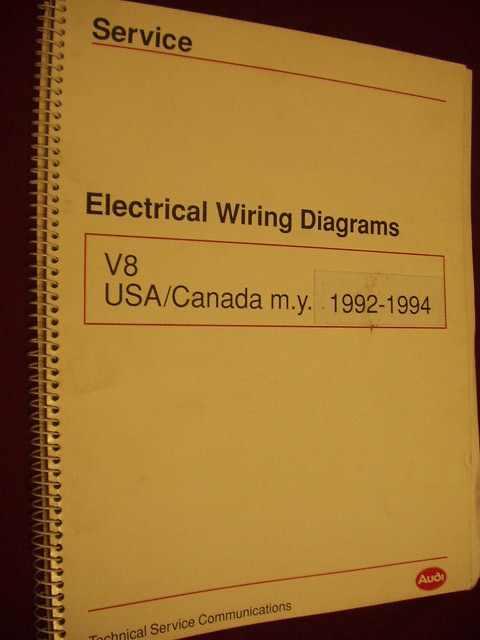 Service
Electrical Wiring Diagrams
V8
USA/Canada m.y. 1992-1994
Audi
Technical Service Communications